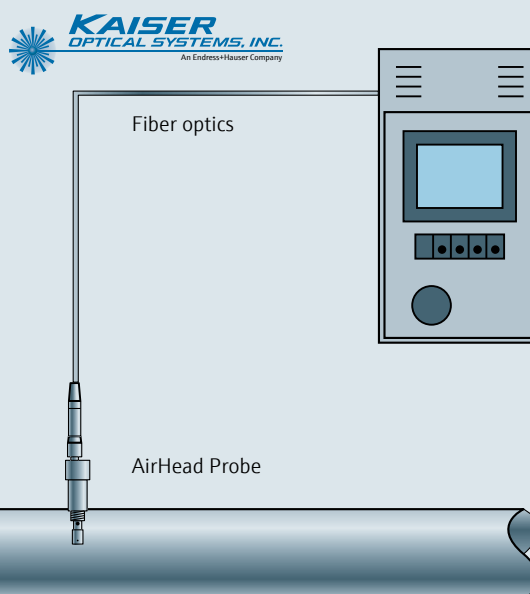 KAISER
OPTICAL SYSTEMS, INC.
An Endress+Hauser Company
Fiber optics
AirHead Probe